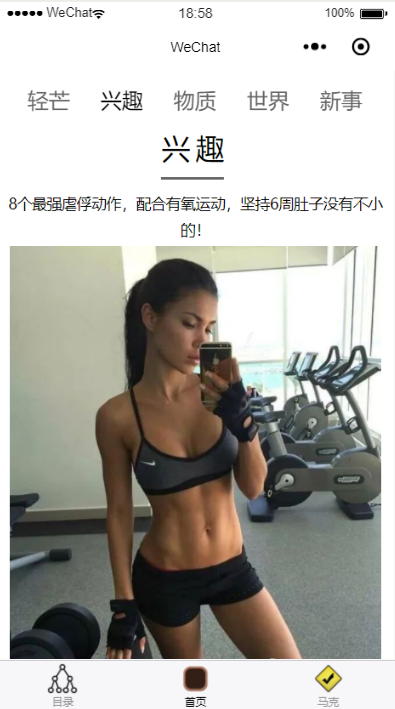 WeChat 18:58 100%
WeChat
轻芒 兴趣 物质 世界 新事
兴趣
8个最强虐俘动作，配合有氧运动，坚持6周肚子没有不小
的！
目录 首页 马克